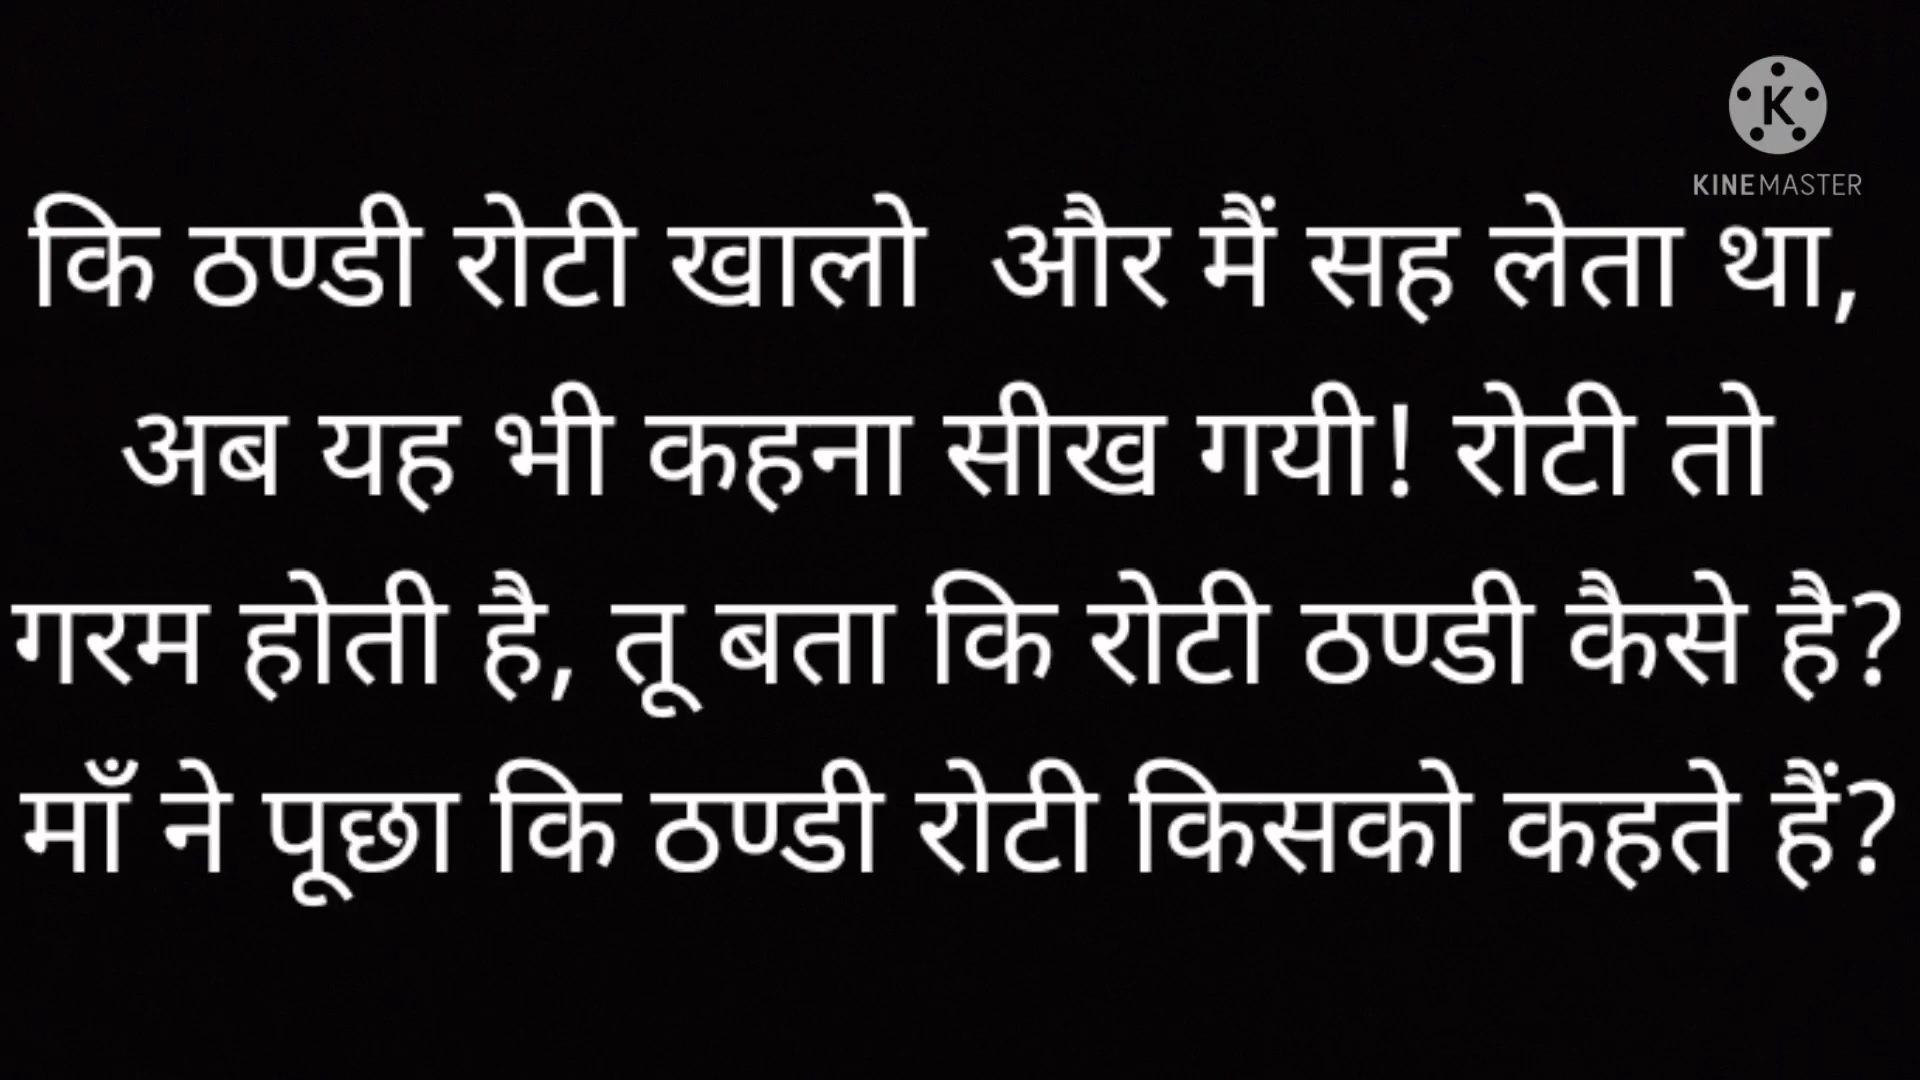 KINEMASTER
कि ठण्डी रोटी खालो  और मैं सह लेता था,
अब यह भी कहना सीख गयी! रोटी तो
गरम होती है, तू बता कि रोटी ठण्डी कैसे है?
माँ ने पूछा कि ठण्डी रोटी किसको कहते हैं?